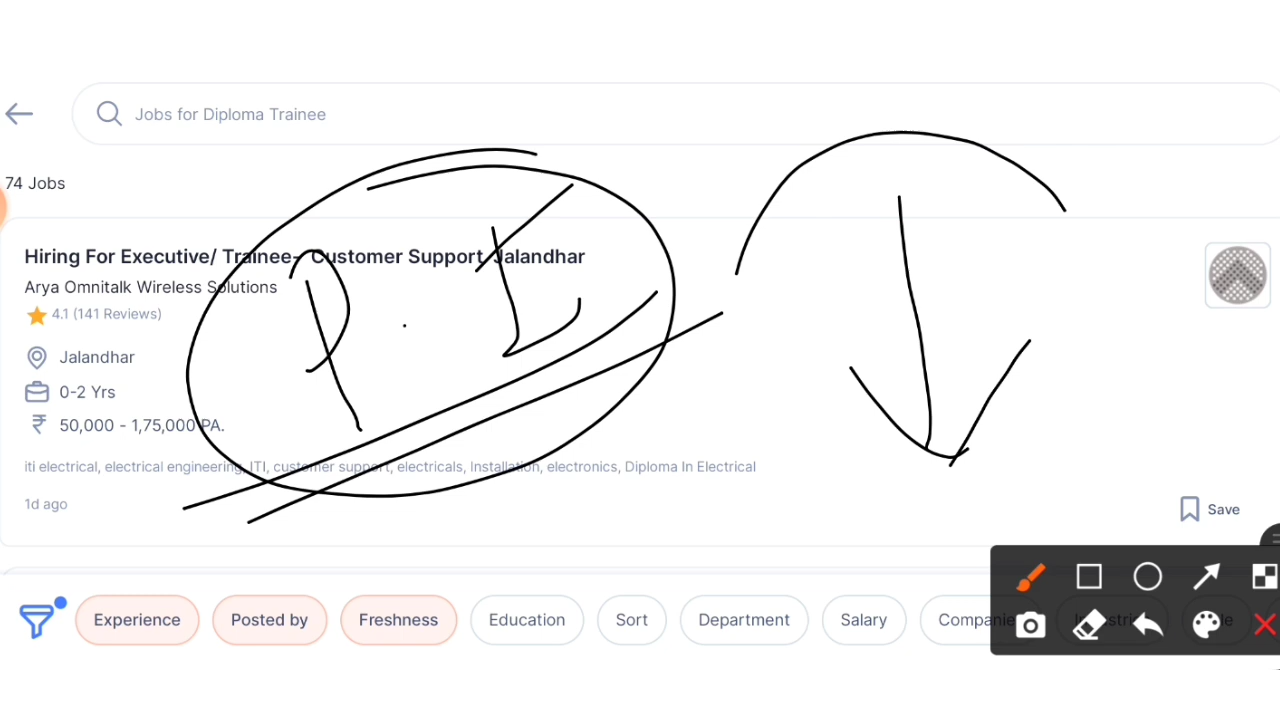 Jobs for Diploma Trainee
74 Jobs
Hiring For Executive/ Trainee- Customer Support Jalandhar
Arya Omnitalk Wireless Solutions
4.1 (141 Reviews)
Jalandhar
0-2 Yrs
₹ 50,000 - 1,75,000 PA.
iti electrical, electrical engineering, ITI, customer support, electricals, Installation, electronics, Diploma In Electrical
1d ago
Save
Experience Posted by Freshness Education Sort Department Salary